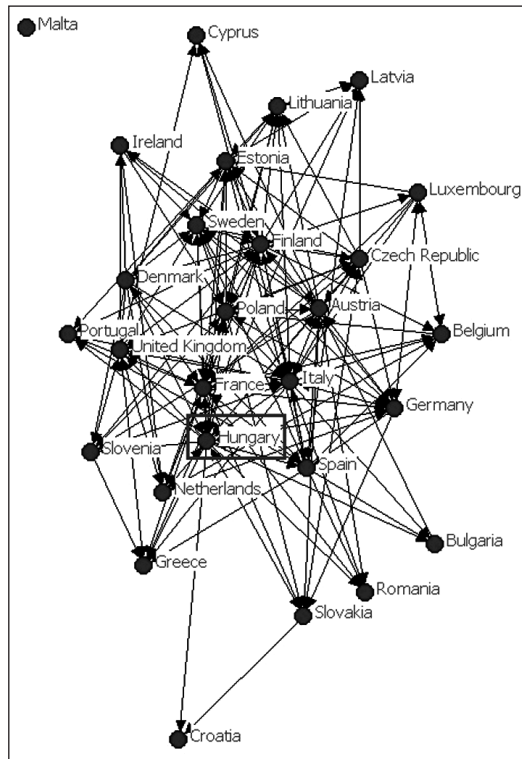 Malta
Cyprus
Latvia
Lithuania
Ireland
Estonia
Luxembourg
Sweden
Finland
Czech Republic
Denmark
Poland
Austria
Portugal
United Kingdom
Belgium
France
Italy
Germany
Hungary
Slovenia
Spain
Netherlands
Bulgaria
Greece
Romania
Slovakia
Croatia